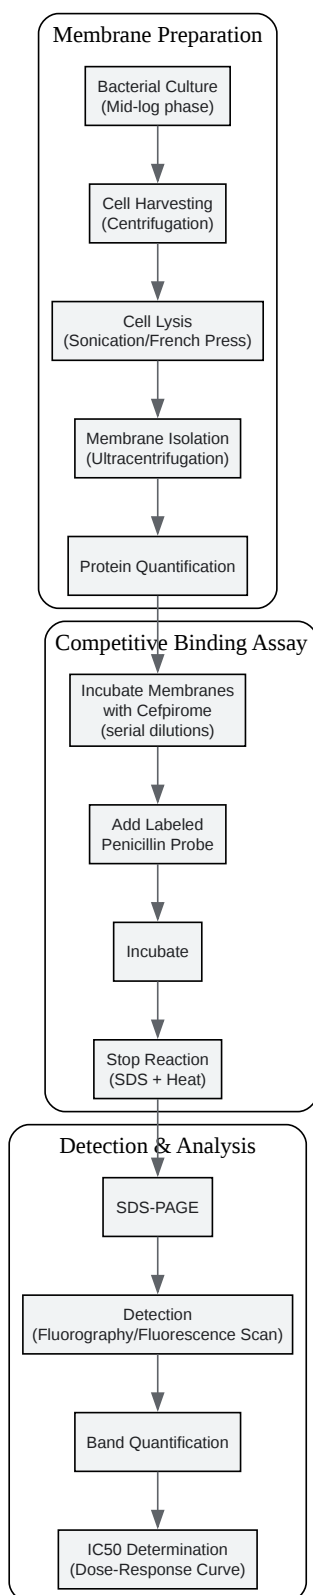 Membrane Preparation
Bacterial Culture
(Mid-log phase)
Cell Harvesting
(Centrifugation)
Cell Lysis
(Sonication/French Press)
Membrane Isolation
(Ultracentrifugation)
Protein Quantification
Competitive Binding Assay
Incubate Membranes
with Cefpirome
(serial dilutions)
Add Labeled
Penicillin Probe
Incubate
Stop Reaction
(SDS + Heat)
Detection & Analysis
SDS-PAGE
Detection
(Fluorography/Fluorescence Scan)
Band Quantification
IC50 Determination
(Dose-Response Curve)